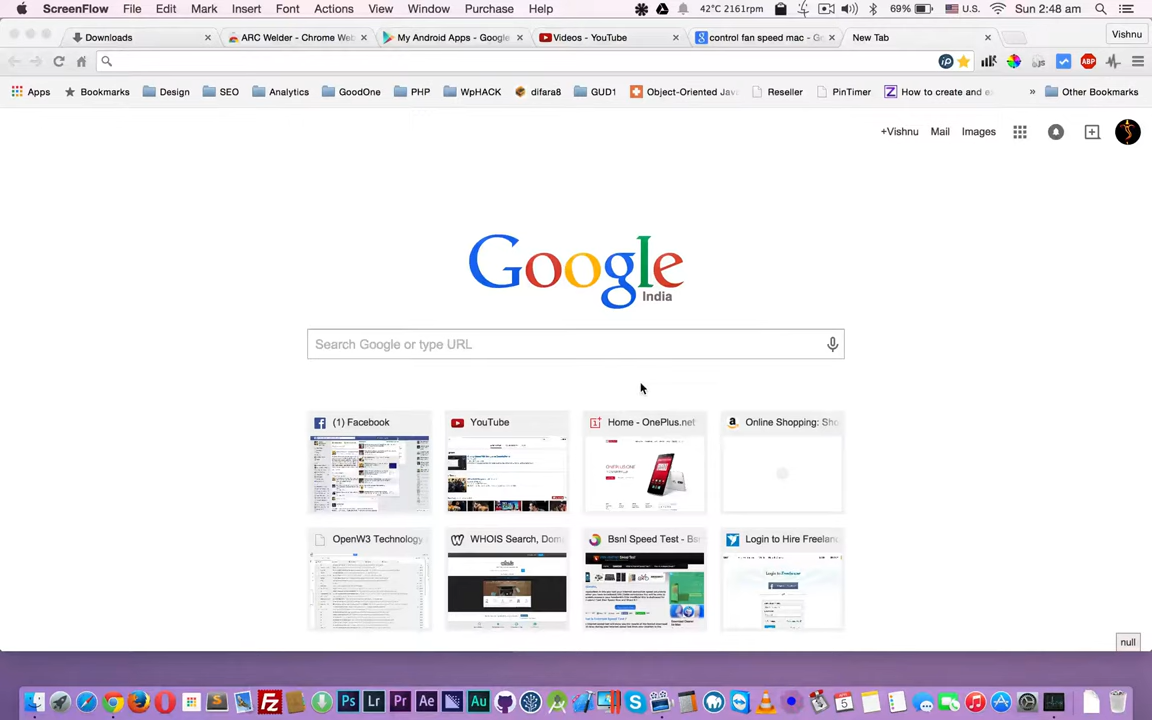 ScreenFlow File Edit Mark Insert Font Actions View Window Purchase Help 42°C 2161rpm 69% U.S. Sun 2:48 am
Downloads ARC Welder - Chrome Web My Android Apps - Google Videos - YouTube control fan speed mac - Go New Tab Vishnu
Apps Bookmarks Design SEO Analytics GoodOne PHP WpHACK difara8 GUD1 Object-Oriented Jav Reseller PinTimer How to create and e » Other Bookmarks
+Vishnu Mail Images
Google
India
Search Google or type URL
(1) Facebook YouTube Home - OnePlus.net Online Shopping: Sho
OpenW3 Technology WHOIS Search, Dom Bsnl Speed Test - Bs Login to Hire Freelanc
null